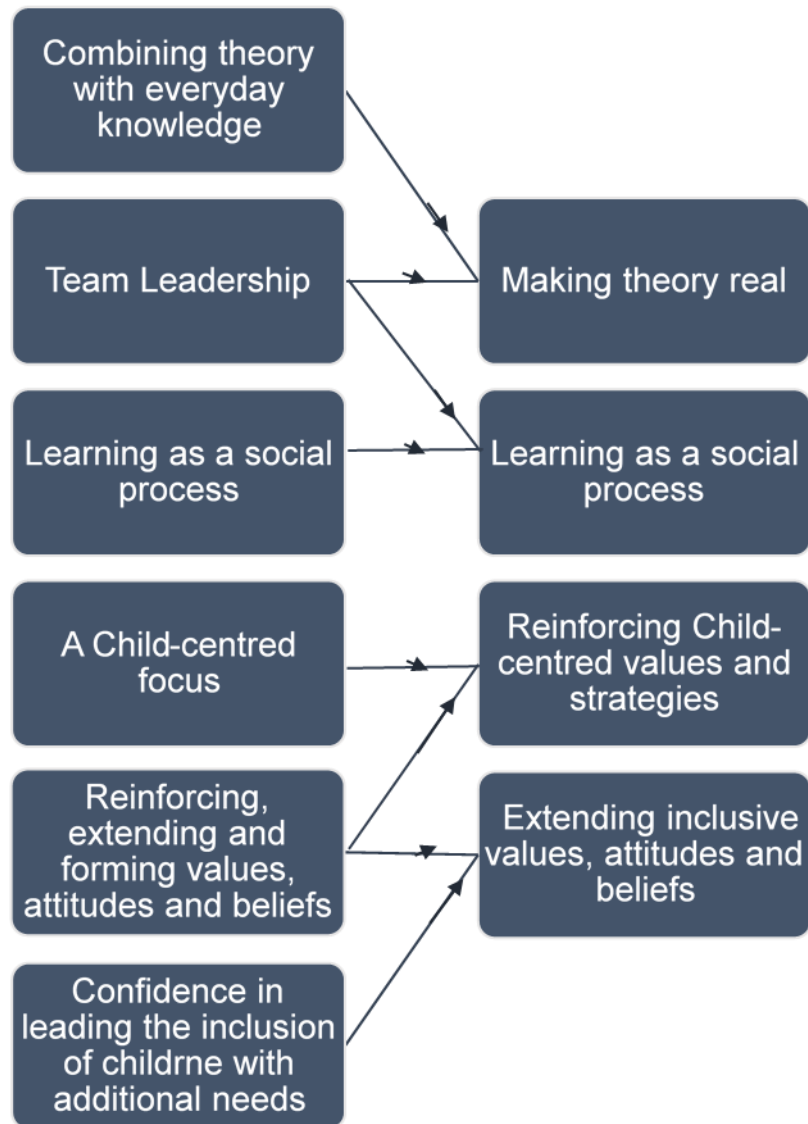 Combining theory
with everyday
knowledge
Team Leadership
Making theory real
Learning as a social
process
Learning as a social
process
A Child-centred
focus
Reinforcing Child-
centred values and
strategies
Reinforcing,
extending and
forming values,
attitudes and beliefs
Extending inclusive
values, attitudes and
beliefs
Confidence in
leading the inclusion
of childrne with
additional needs